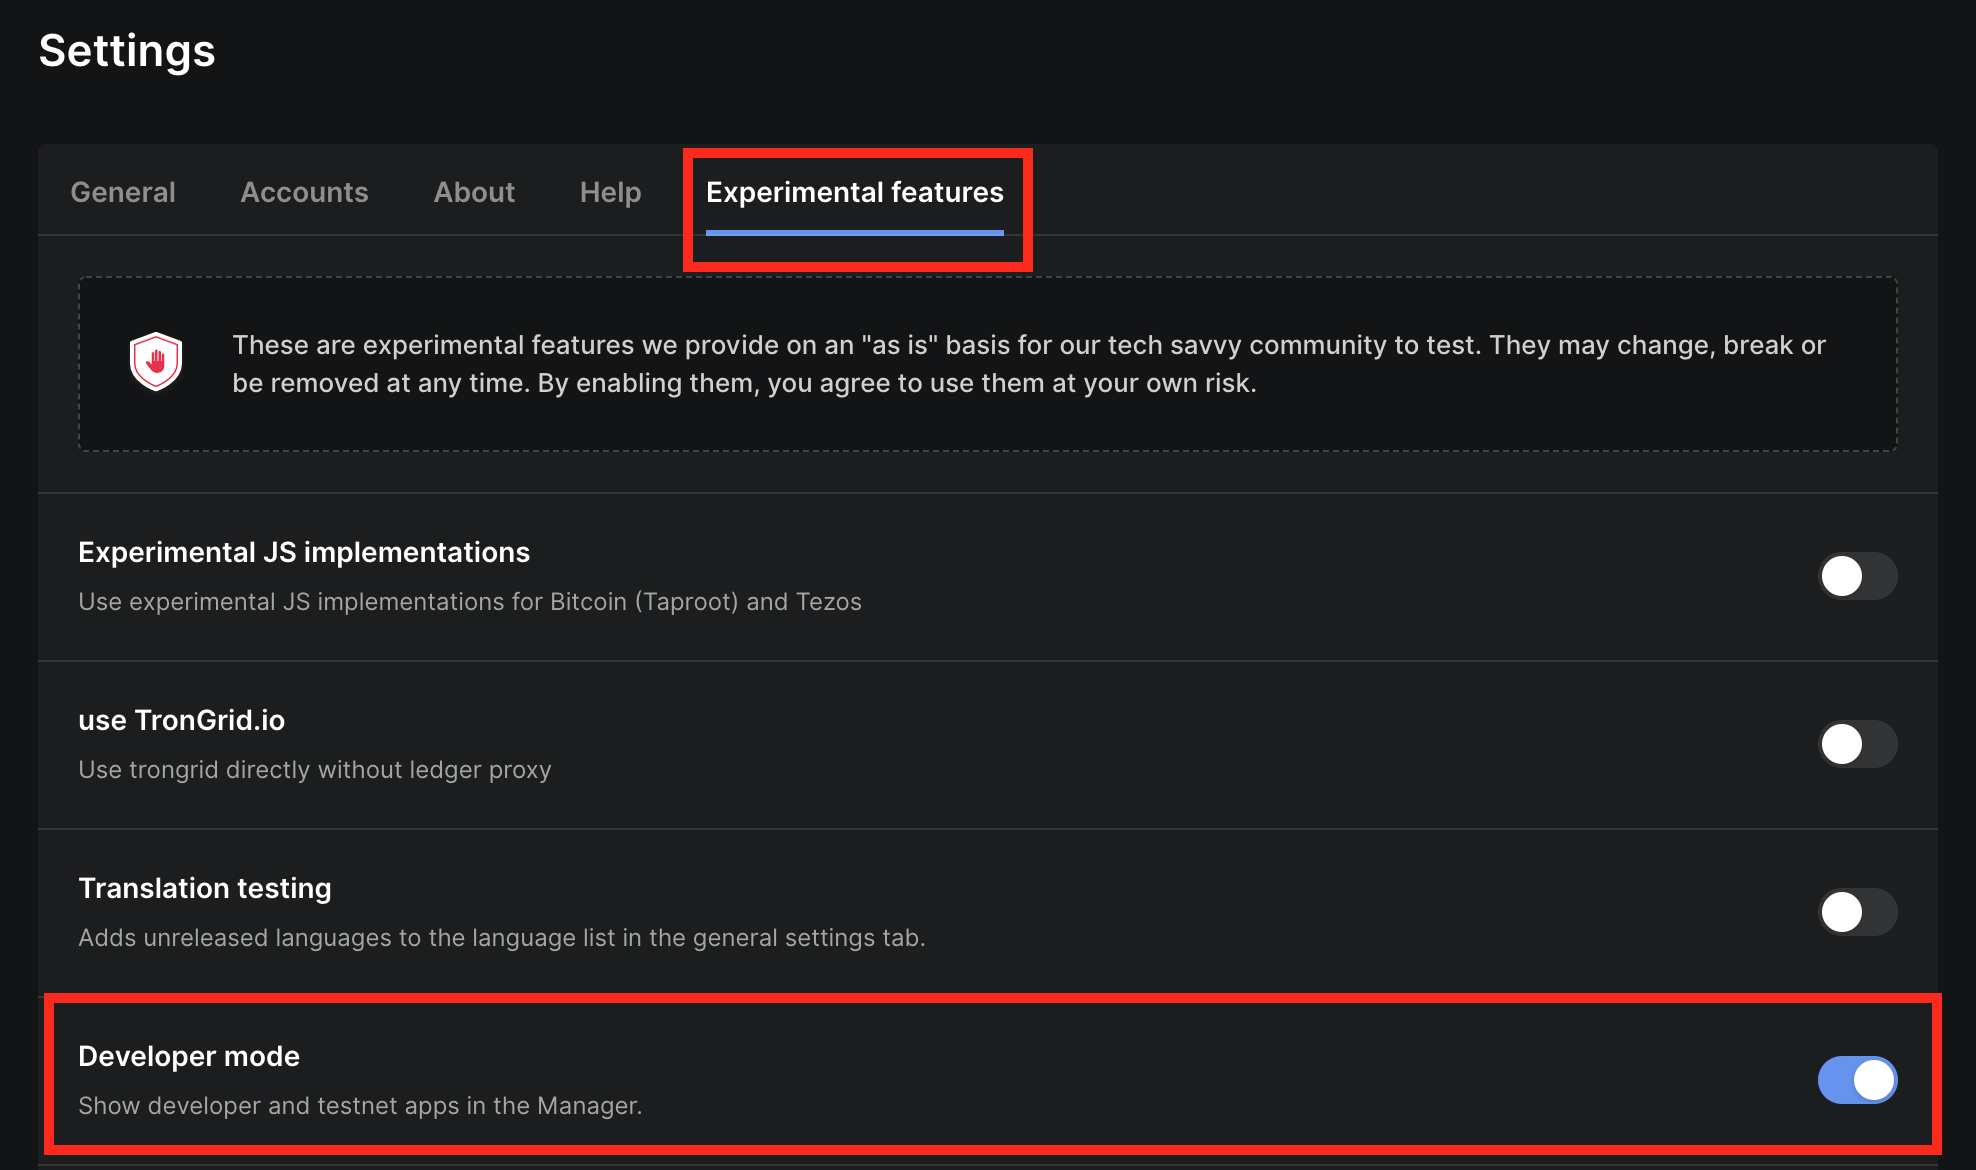 Settings
General Accounts About Help Experimental features
These are experimental features we provide on an "as is" basis for our tech savvy community to test. They may change, break or
be removed at any time. By enabling them, you agree to use them at your own risk.
Experimental JS implementations
Use experimental JS implementations for Bitcoin (Taproot) and Tezos
use TronGrid.io
Use trongrid directly without ledger proxy
Translation testing
Adds unreleased languages to the language list in the general settings tab.
Developer mode
Show developer and testnet apps in the Manager.